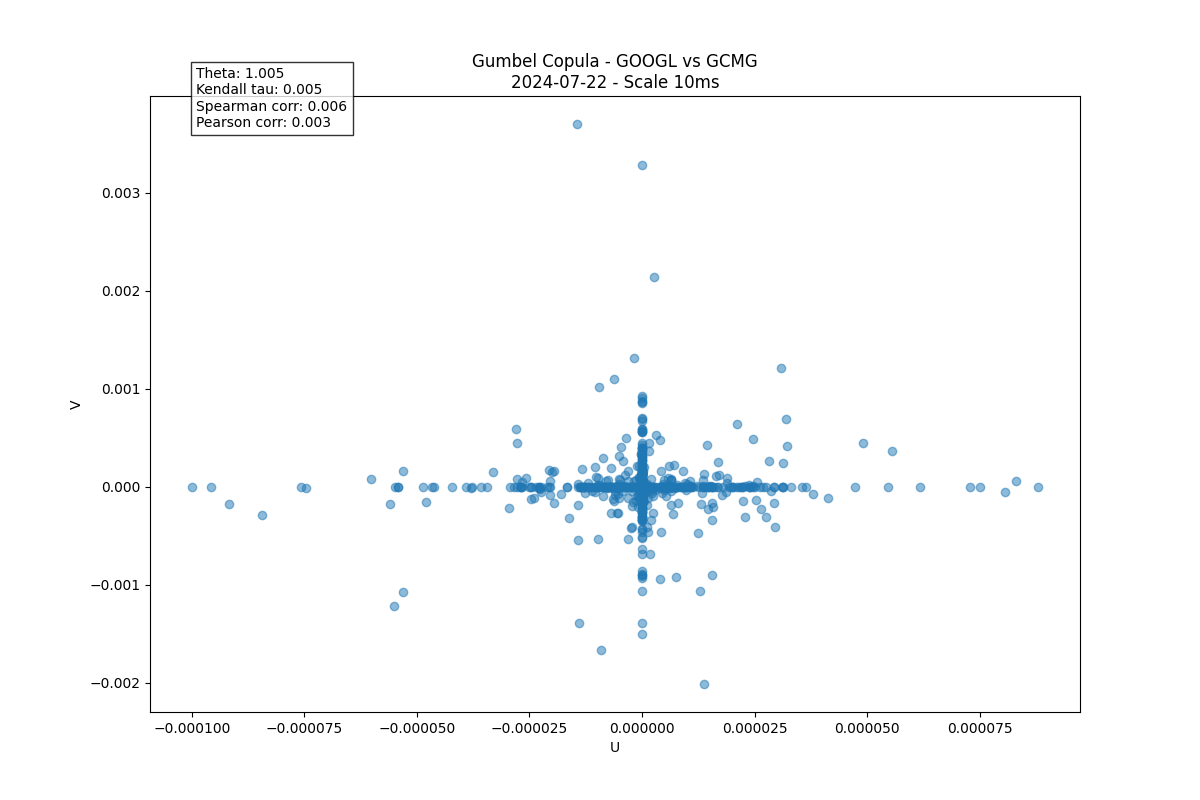 Gumbel Copula - GOOGL vs GCMG
2024-07-22 - Scale 10ms
Theta: 1.005
Kendall tau: 0.005
Spearman corr: 0.006
Pearson corr: 0.003
0.003
0.002
0.001
0.000
−0.001
−0.002
V
−0.000100 −0.000075 −0.000050 −0.000025 0.000000 0.000025 0.000050 0.000075
U